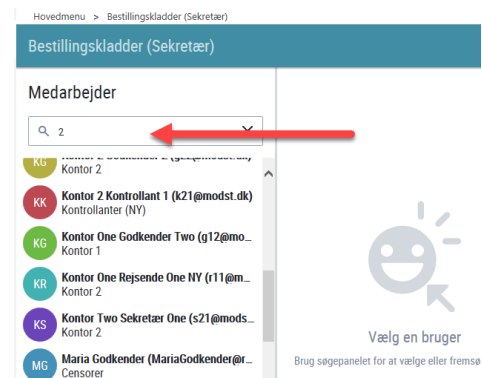 Hovedmenu > Bestillingskladder (Sekretær)
Bestillingskladder (Sekretær)
Medarbejder
2
KG
Kontor 2
KK Kontor 2 Kontrollant 1 (k21@modst.dk)
Kontrollanter (NY)
KG Kontor One Godkender Two (g12@mo...
Kontor 1
KR Kontor One Rejsende One NY (r11@m...
Kontor 2
KS Kontor Two Sekretær One (s21@mods...
Kontor 2
MG Maria Godkender (MariaGodkender@r...
Censorer
Vælg en bruger
Brug søgepanelet for at vælge eller fremsø